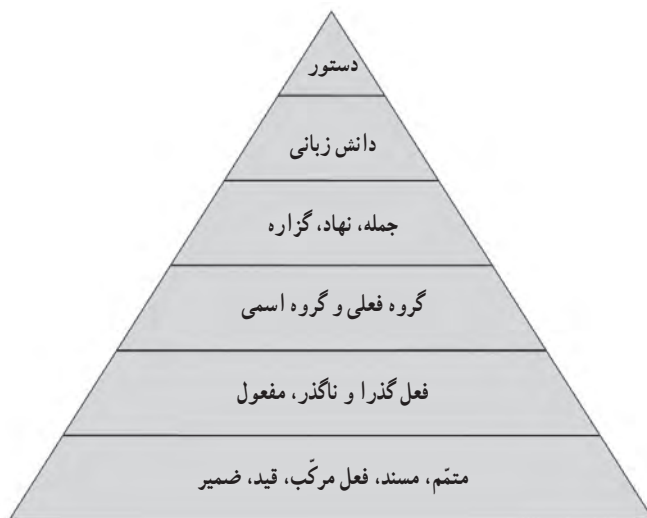 دستور
دانش زبانی
جمله، نهاد، گزاره
گروه فعلی و گروه اسمی
فعل گذرا و ناگذر، مفعول
متمّم، مسند، فعل مرکّب، قید، ضمیر